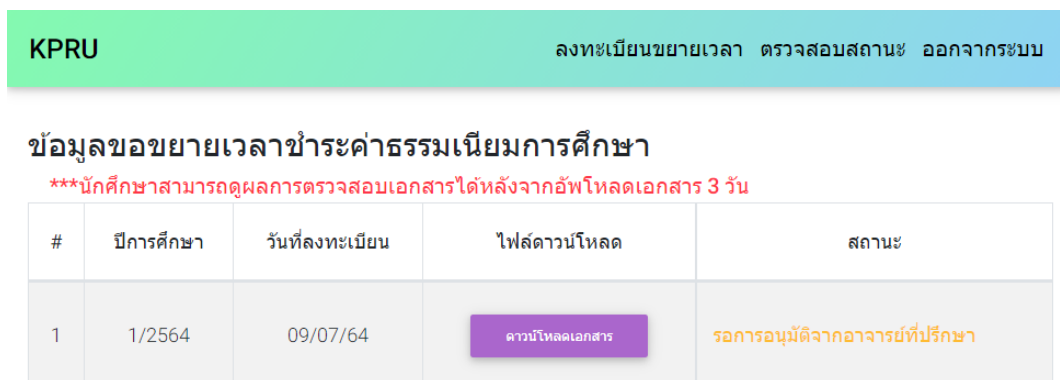 KPRU ลงทะเบียนขยายเวลา ตรวจสอบสถานะ ออกจากระบบ
ข้อมูลขอขยายเวลาชำระค่าธรรมเนียมการศึกษา
***นักศึกษาสามารถดูผลการตรวจสอบเอกสารได้หลังจากอัพโหลดเอกสาร 3 วัน
# ปีการศึกษา วันที่ลงทะเบียน ไฟล์ดาวน์โหลด สถานะ
1 1/2564 09/07/64 ดาวน์โหลดเอกสาร รอการอนุมัติจากอาจารย์ที่ปรึกษา